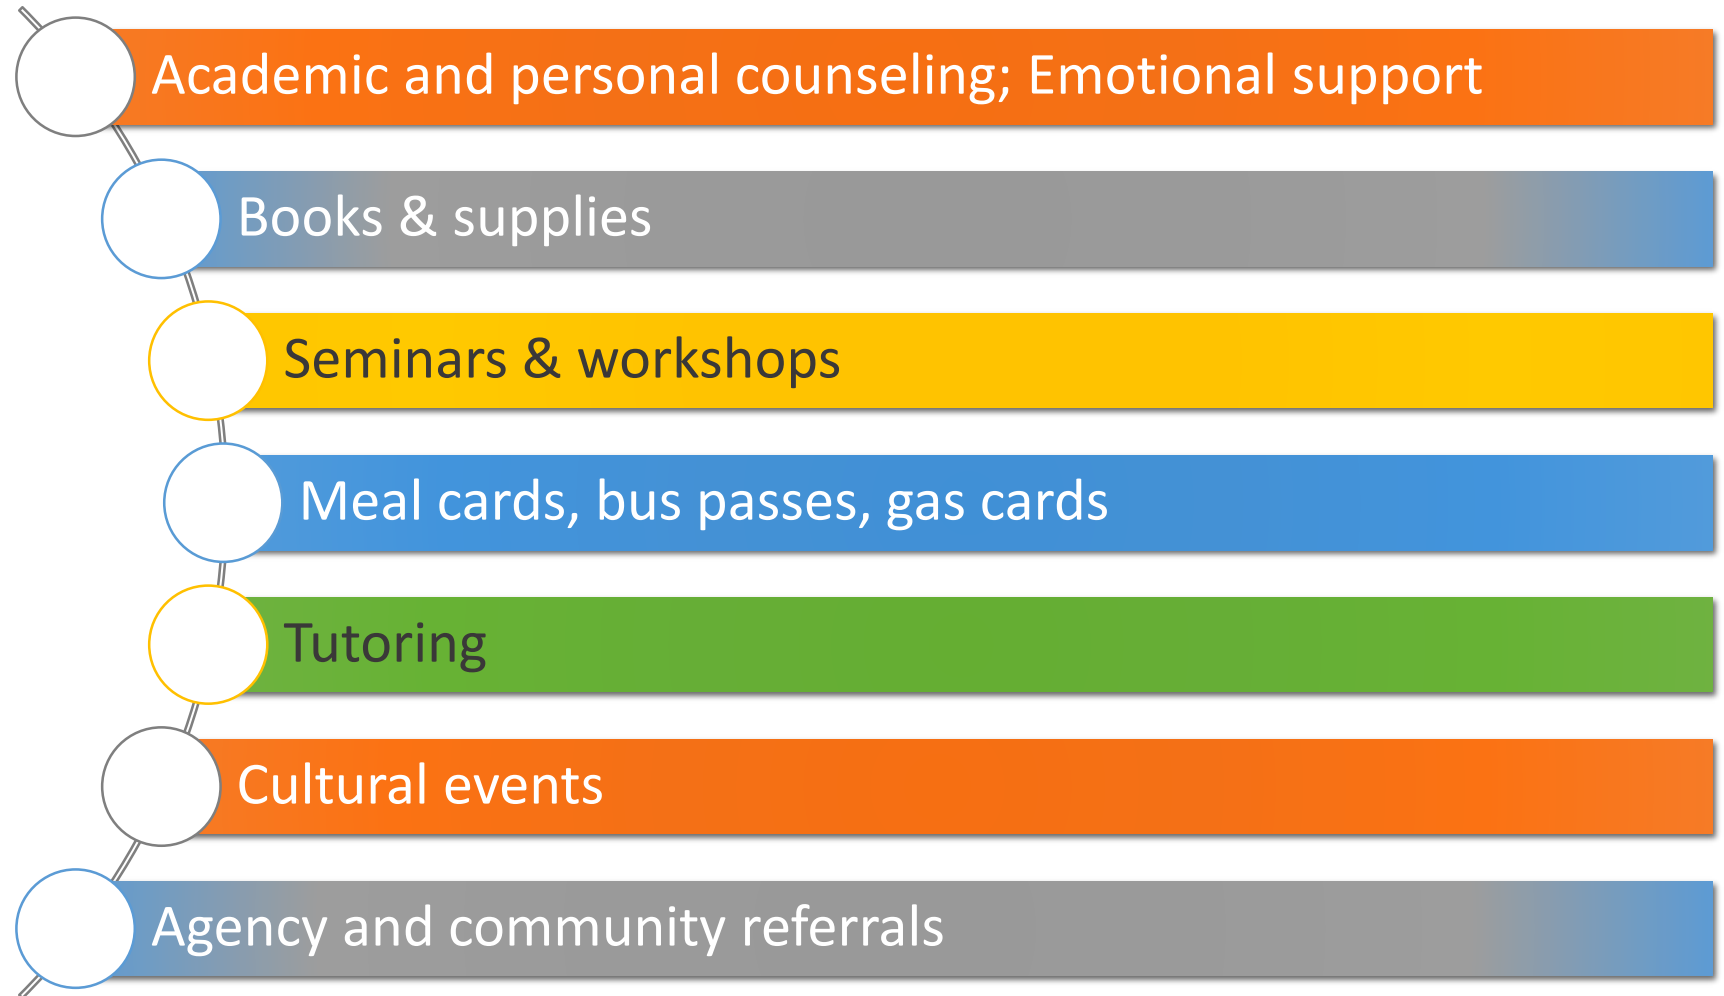 Academic and personal counseling; Emotional support
Books & supplies
Seminars & workshops
Meal cards, bus passes, gas cards
Tutoring
Cultural events
Agency and community referrals